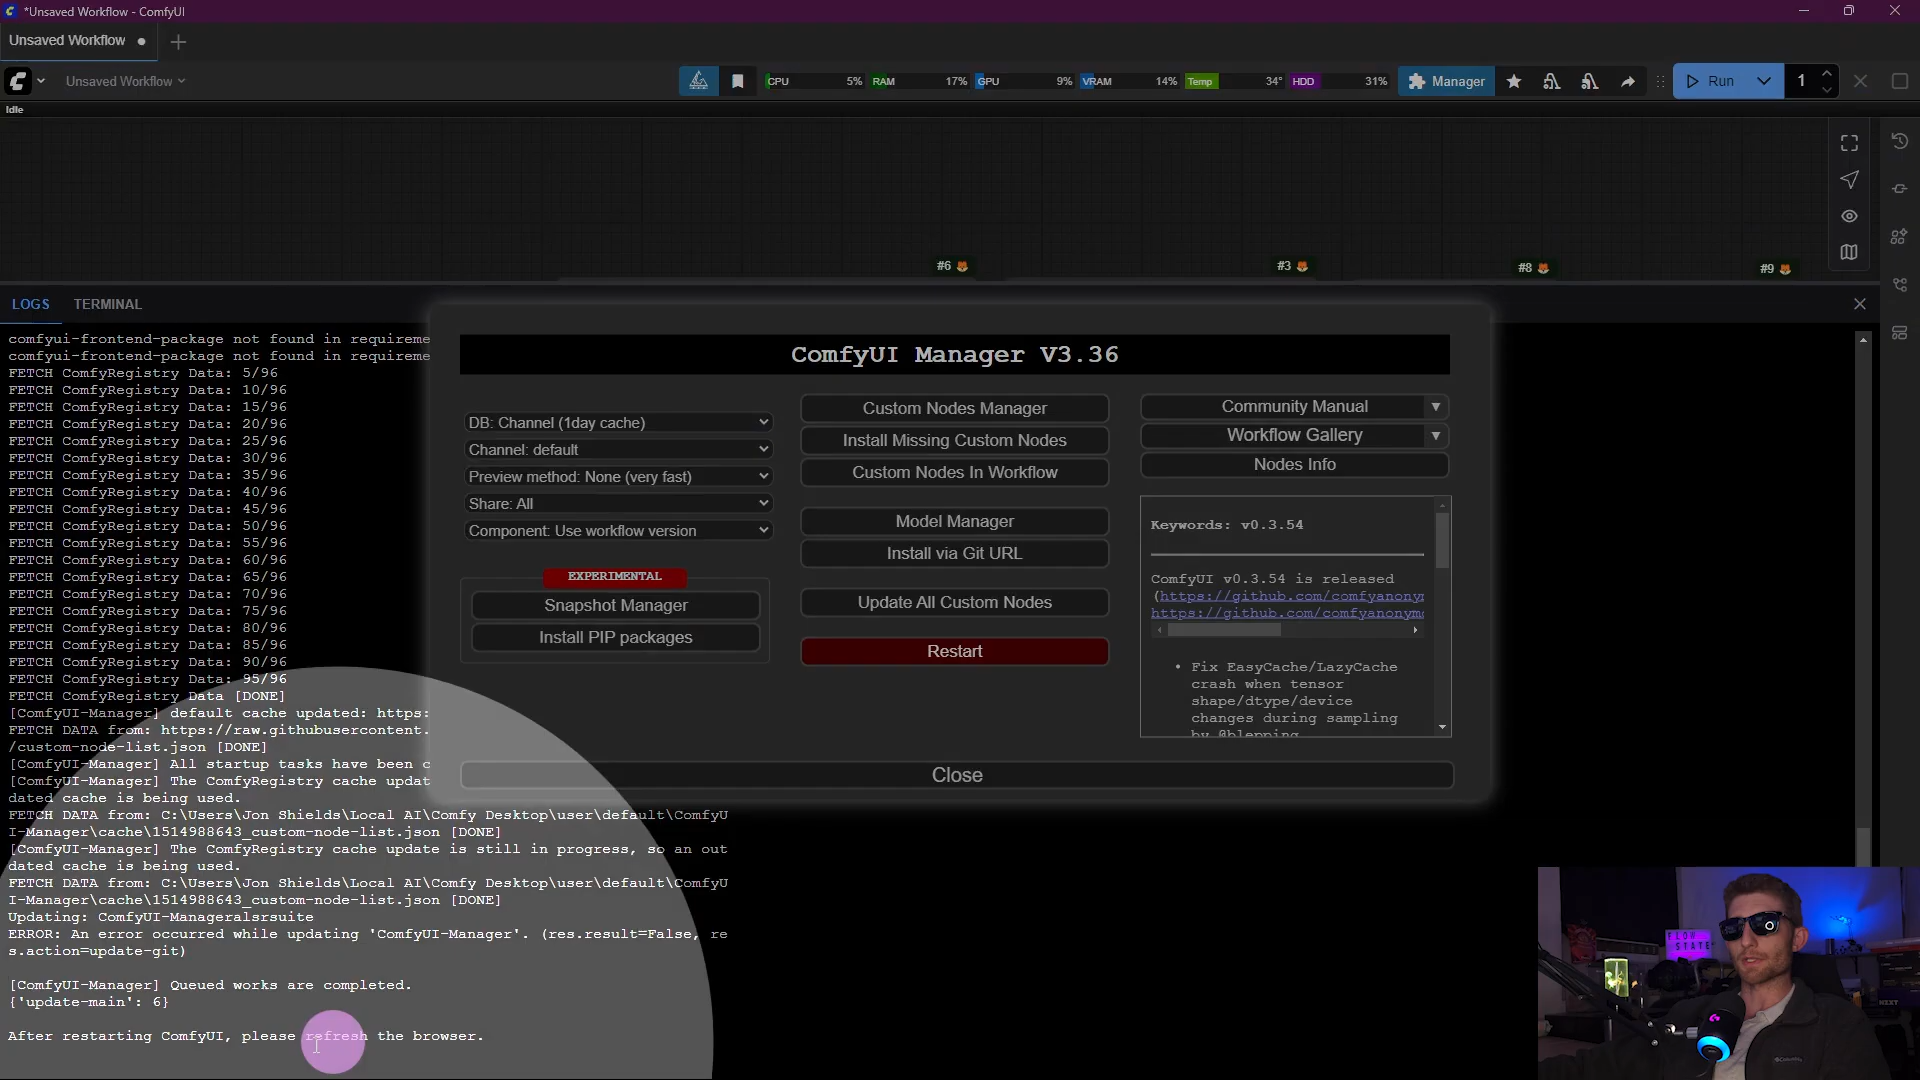 *Unsaved Workflow - ComfyUI
Unsaved Workflow
Unsaved Workflow
CPU 5% RAM 17% GPU 9% VRAM 14% Temp 34° HDD 31%
Manager
Run
1
Idle
#6
#3
#8
#9
LOGS TERMINAL
comfyui-frontend-package not found in requireme
comfyui-frontend-package not found in requireme
FETCH ComfyRegistry Data: 5/96
FETCH ComfyRegistry Data: 10/96
FETCH ComfyRegistry Data: 15/96
FETCH ComfyRegistry Data: 20/96
FETCH ComfyRegistry Data: 25/96
FETCH ComfyRegistry Data: 30/96
FETCH ComfyRegistry Data: 35/96
FETCH ComfyRegistry Data: 40/96
FETCH ComfyRegistry Data: 45/96
FETCH ComfyRegistry Data: 50/96
FETCH ComfyRegistry Data: 55/96
FETCH ComfyRegistry Data: 60/96
FETCH ComfyRegistry Data: 65/96
FETCH ComfyRegistry Data: 70/96
FETCH ComfyRegistry Data: 75/96
FETCH ComfyRegistry Data: 80/96
FETCH ComfyRegistry Data: 85/96
FETCH ComfyRegistry Data: 90/96
FETCH ComfyRegistry Data: 95/96
FETCH ComfyRegistry Data [DONE]
[ComfyUI-Manager] default cache updated: https:
FETCH DATA from: https://raw.githubusercontent.
/custom-node-list.json [DONE]
[ComfyUI-Manager] All startup tasks have been c
[ComfyUI-Manager] The ComfyRegistry cache updat
dated cache is being used.
FETCH DATA from: C:\Users\Jon Shields\Local AI\Comfy Desktop\user\default\ComfyU
I-Manager\cache\1514988643_custom-node-list.json [DONE]
[ComfyUI-Manager] The ComfyRegistry cache update is still in progress, so an out
dated cache is being used.
FETCH DATA from: C:\Users\Jon Shields\Local AI\Comfy Desktop\user\default\ComfyU
I-Manager\cache\1514988643_custom-node-list.json [DONE]
Updating: ComfyUI-Manageralsrsuite
ERROR: An error occurred while updating 'ComfyUI-Manager'. (res.result=False, re
s.action=update-git)
[ComfyUI-Manager] Queued works are completed.
{'update-main': 6}
After restarting ComfyUI, please refresh the browser.
ComfyUI Manager V3.36
DB: Channel (1day cache)
Channel: default
Preview method: None (very fast)
Share: All
Component: Use workflow version
EXPERIMENTAL
Snapshot Manager
Install PIP packages
Custom Nodes Manager
Install Missing Custom Nodes
Custom Nodes In Workflow
Model Manager
Install via Git URL
Update All Custom Nodes
Restart
Community Manual
Workflow Gallery
Nodes Info
Keywords: v0.3.54
ComfyUI v0.3.54 is released
(https://github.com/comfyanony
https://github.com/comfyanonym
• Fix EasyCache/LazyCache
crash when tensor
shape/dtype/device
changes during sampling
by @blepping
Close
FLOW
STATE
NZXT
Columbia